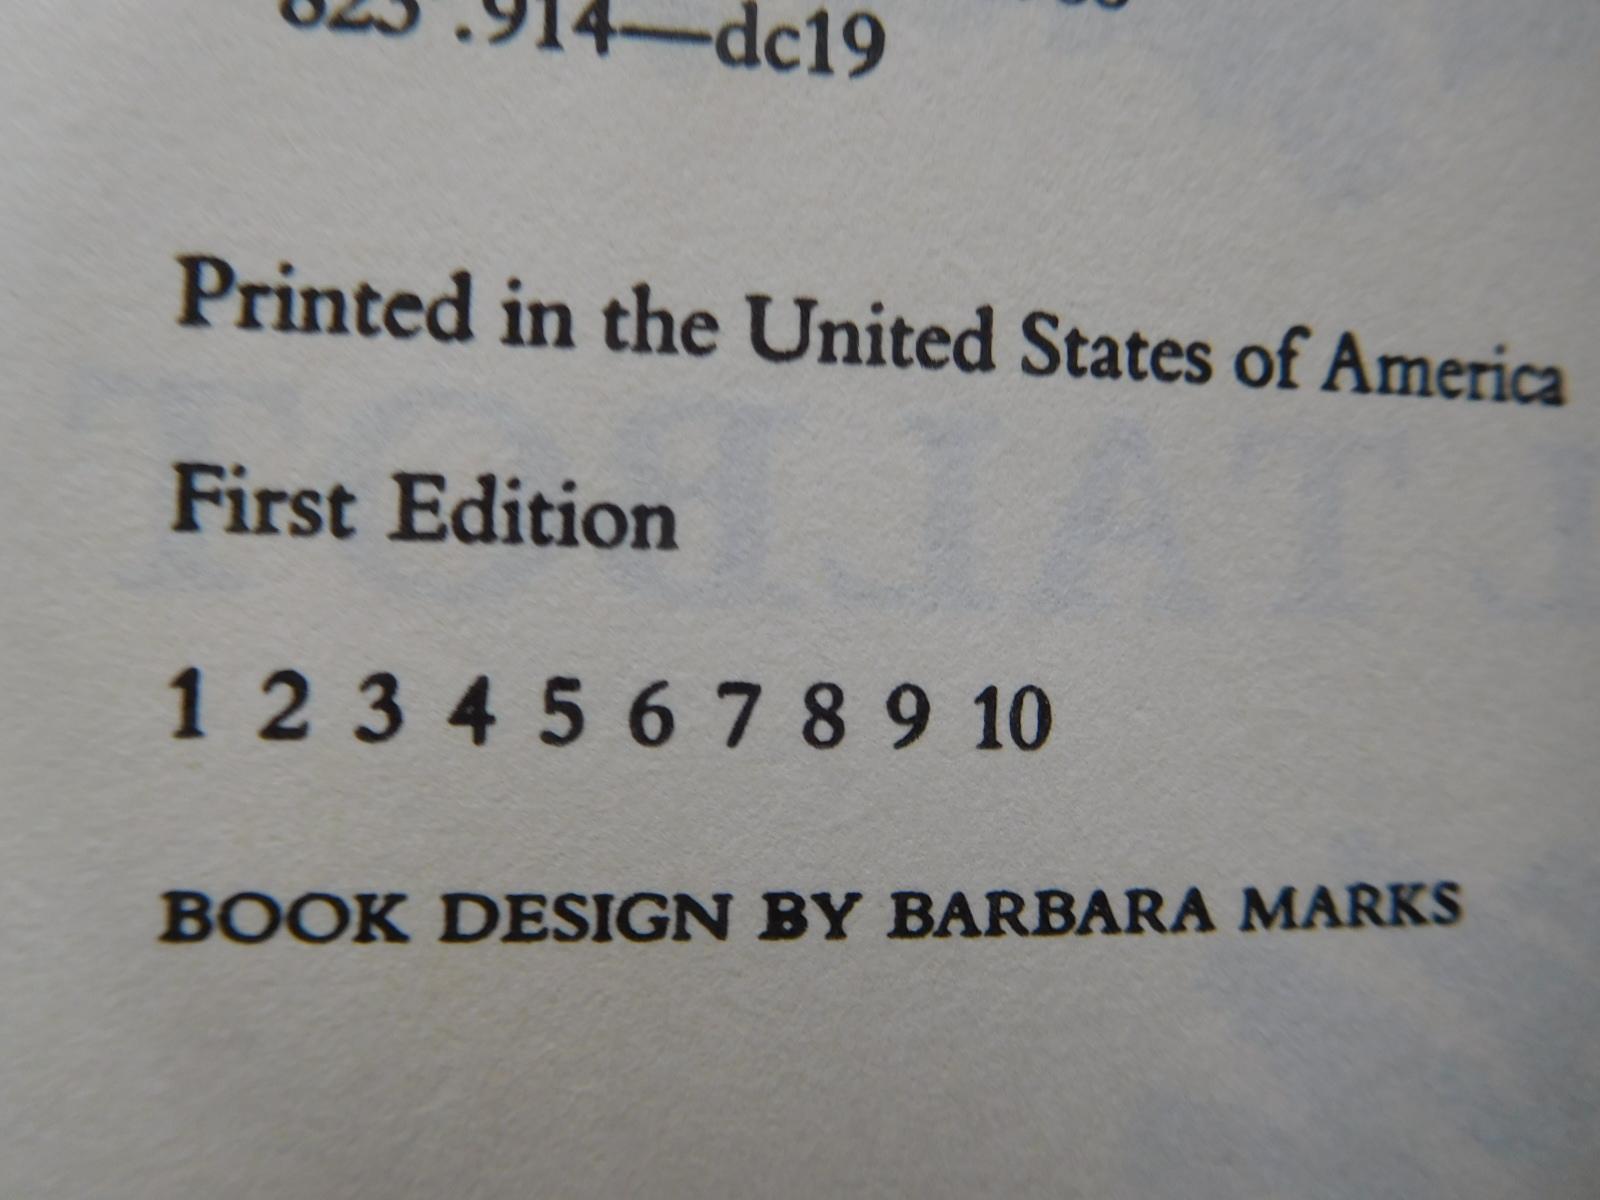 823 .914—dc19
Printed in the United States of America
First Edition
1 2 3 4 5 6 7 8 9 10
BOOK DESIGN BY BARBARA MARKS